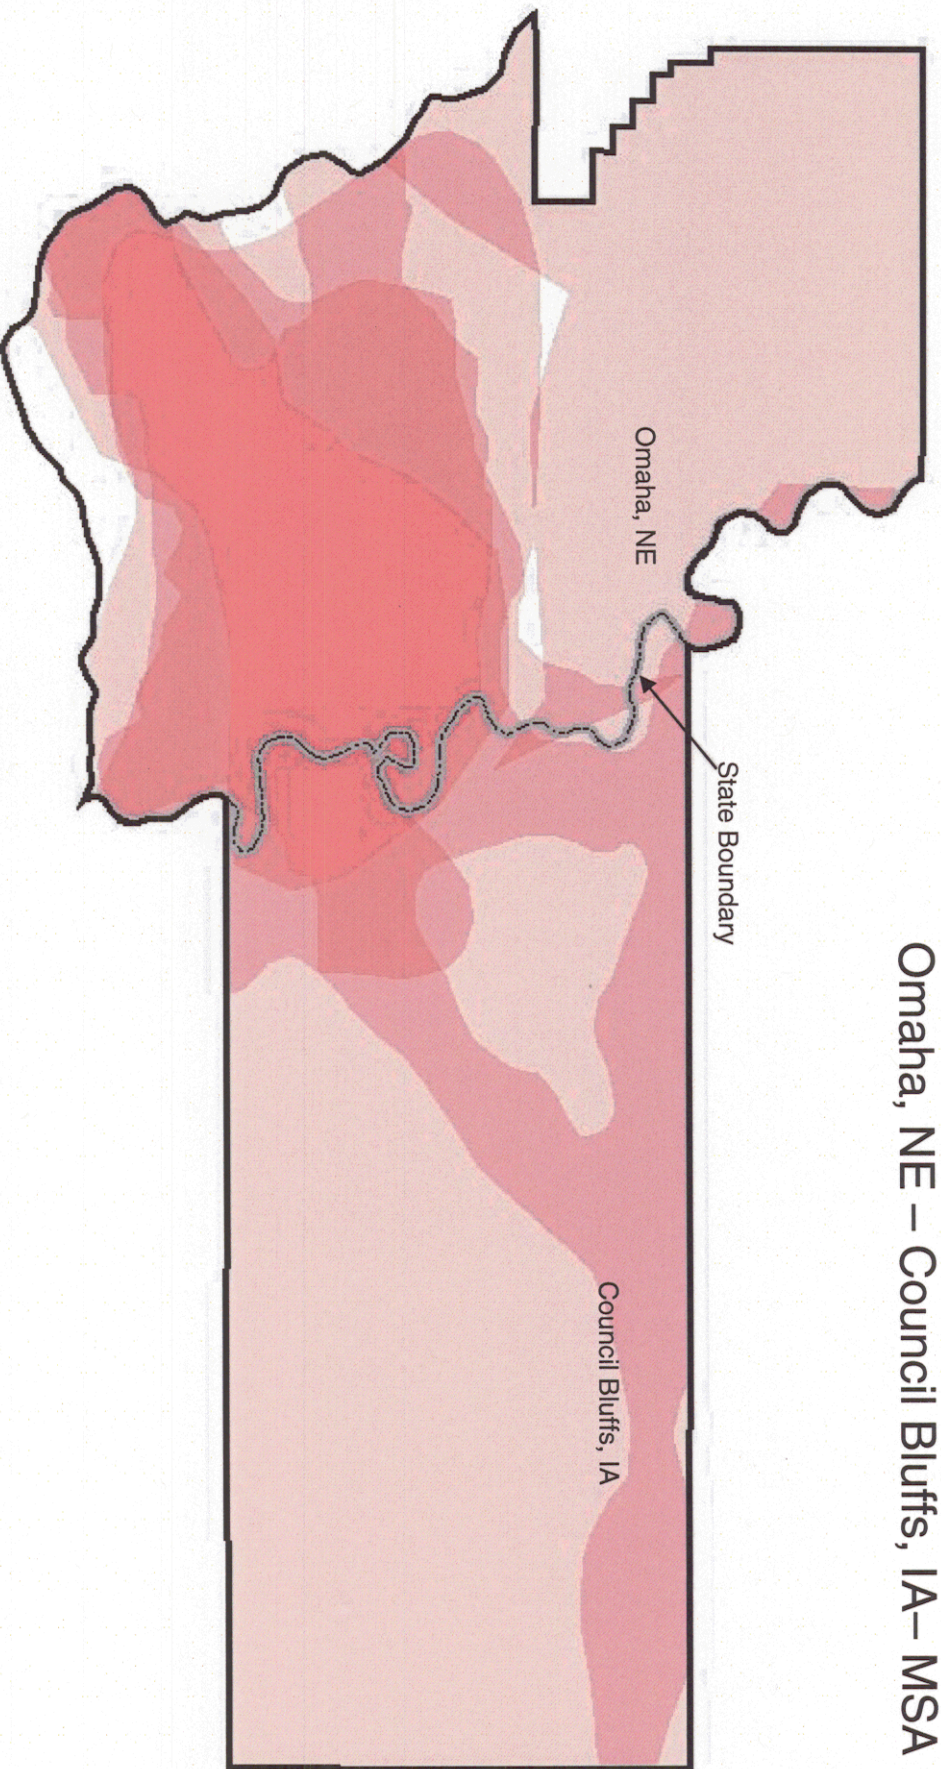 Omaha, NE – Council Bluffs, IA– MSA
State Boundary
Omaha, NE
Council Bluffs, IA